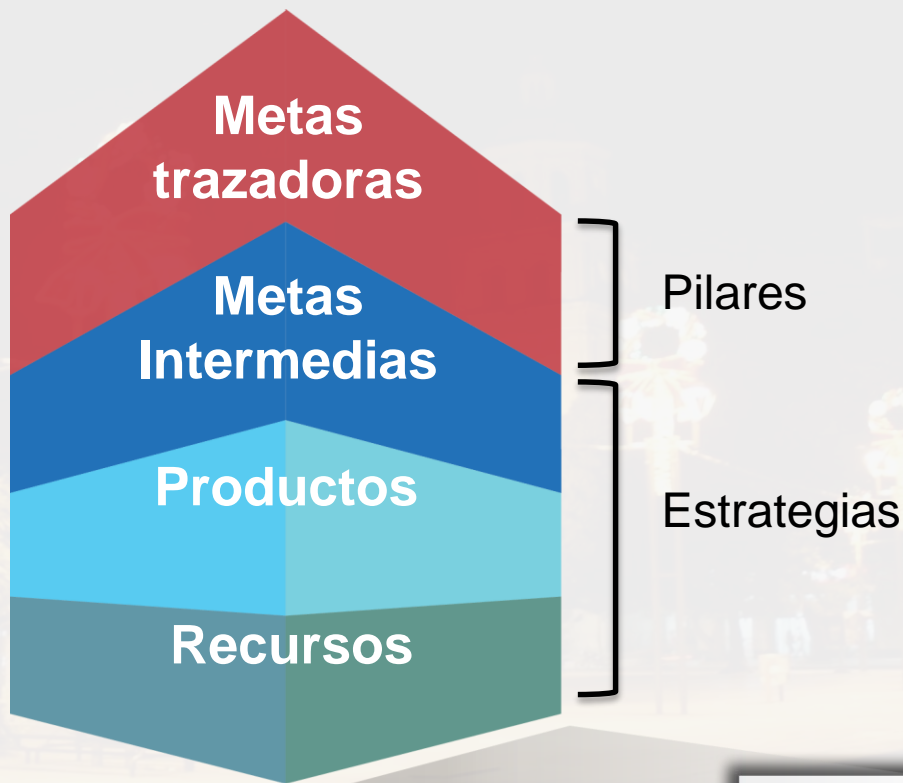 Metas
trazadoras
Pilares
Metas
Intermedias
Productos
Estrategias
Recursos